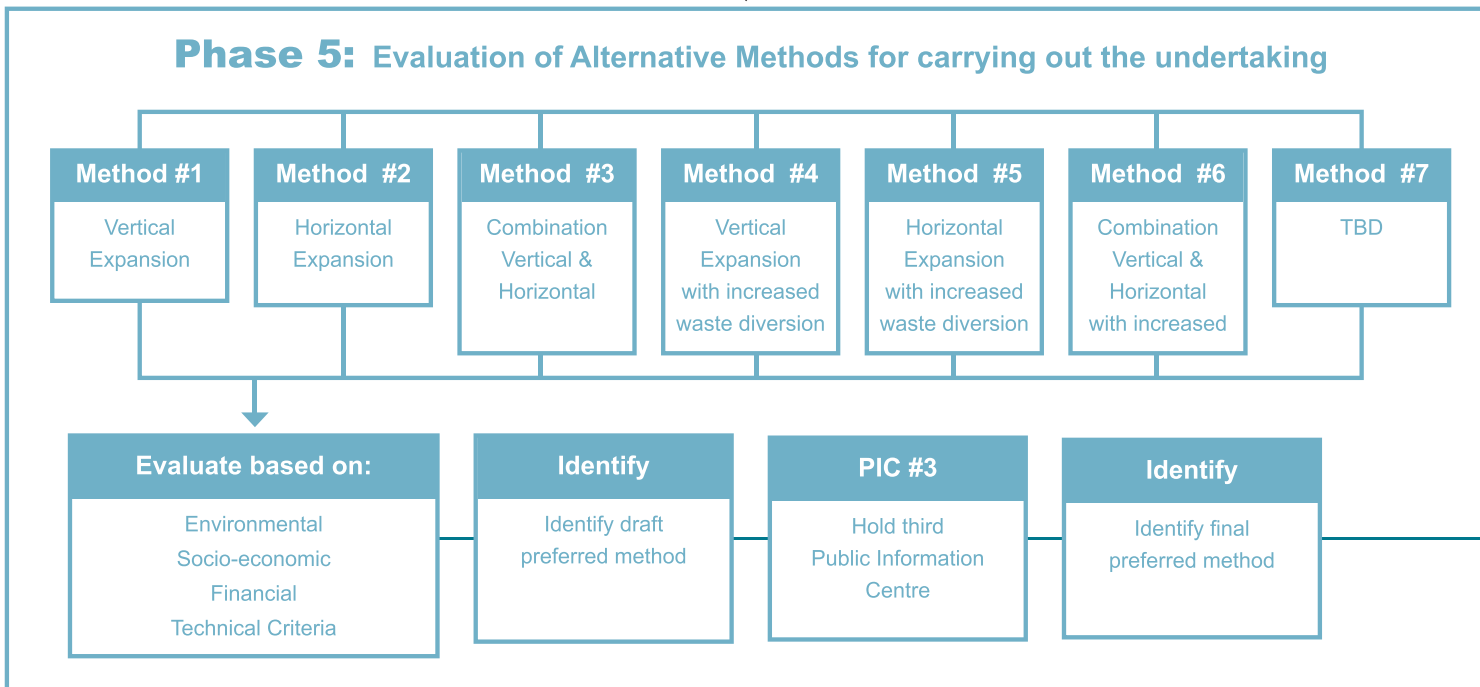 Phase 5: Evaluation of Alternative Methods for carrying out the undertaking
Method #1
Vertical
Expansion
Method #2
Horizontal
Expansion
Method #3
Combination
Vertical &
Horizontal
Method #4
Vertical
Expansion
with increased
waste diversion
Method #5
Horizontal
Expansion
with increased
waste diversion
Method #6
Combination
Vertical &
Horizontal
with increased
Method #7
TBD
Evaluate based on:
Environmental
Socio-economic
Financial
Technical Criteria
Identify
Identify draft
preferred method
PIC #3
Hold third
Public Information
Centre
Identify
Identify final
preferred method